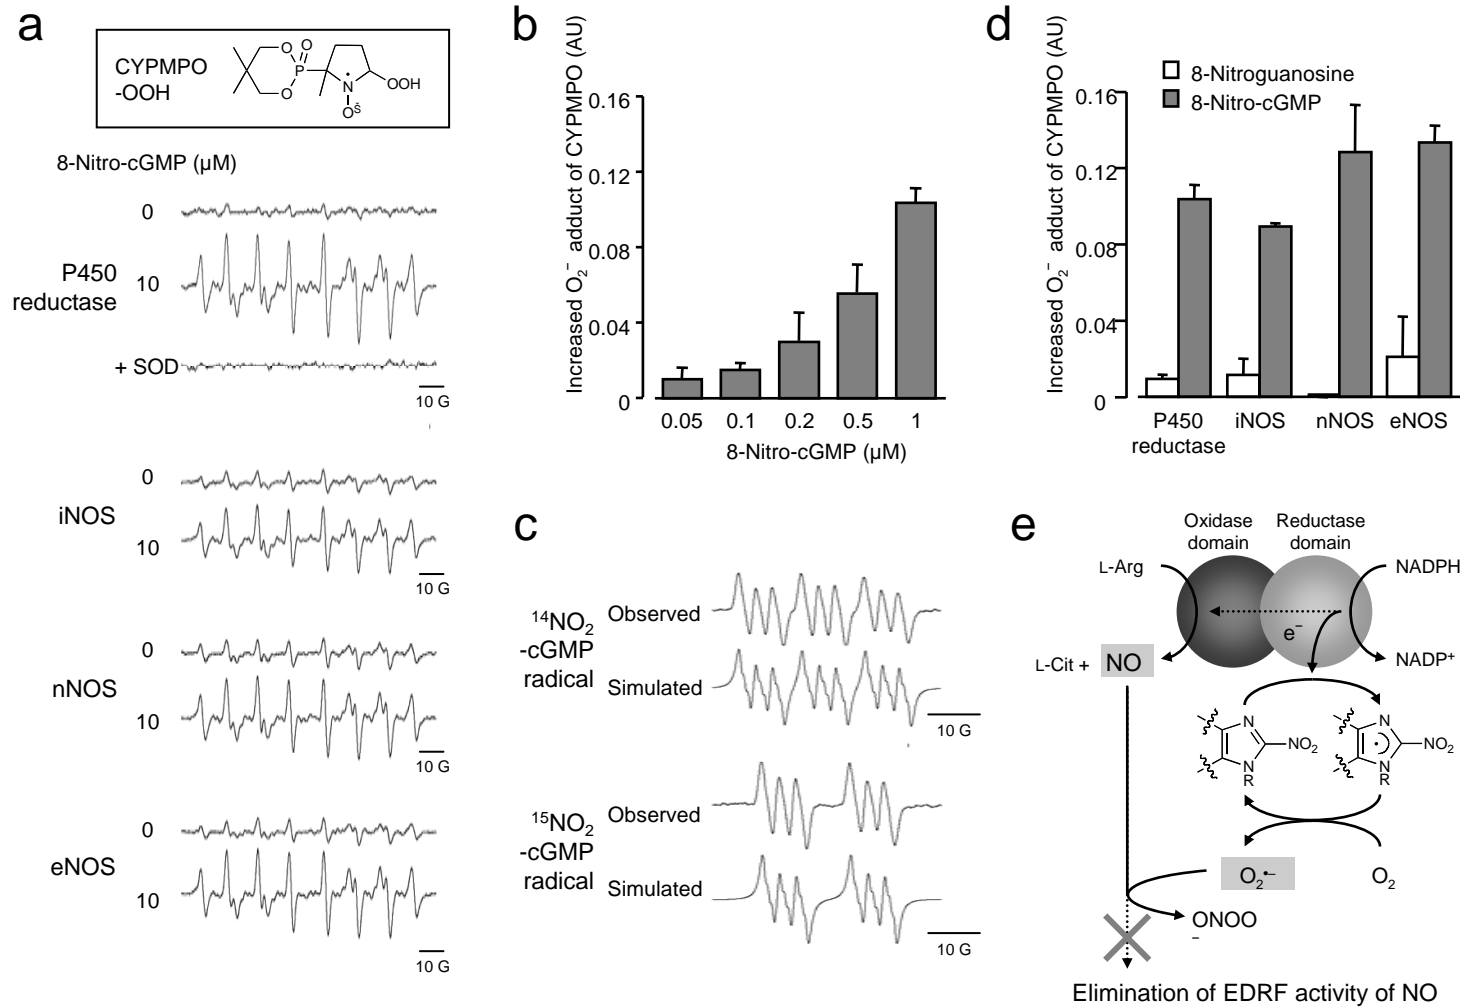 a
CYPMPO
-OOH
O
O
P
O
N
O
Š
OOH
8-Nitro-cGMP (µM)
0
P450
reductase
10
+ SOD
10 G
0
iNOS
10
10 G
0
nNOS
10
10 G
0
eNOS
10
10 G
b
Increased O2− adduct of CYPMPO (AU)
0.16
0.12
0.08
0.04
0
0.05 0.1 0.2 0.5 1
8-Nitro-cGMP (µM)
c
14NO2
-cGMP
radical
Observed
Simulated
10 G
15NO2
-cGMP
radical
Observed
Simulated
10 G
d
Increased O2− adduct of CYPMPO (AU)
8-Nitroguanosine
8-Nitro-cGMP
0.16
0.12
0.08
0.04
0
P450
reductase
iNOS nNOS eNOS
e
Oxidase
domain
Reductase
domain
L-Arg
NADPH
e−
L-Cit + NO
NADP+
N
N
R
NO2
N
N
R
NO2
O2•−
O2
ONOO
−
Elimination of EDRF activity of NO